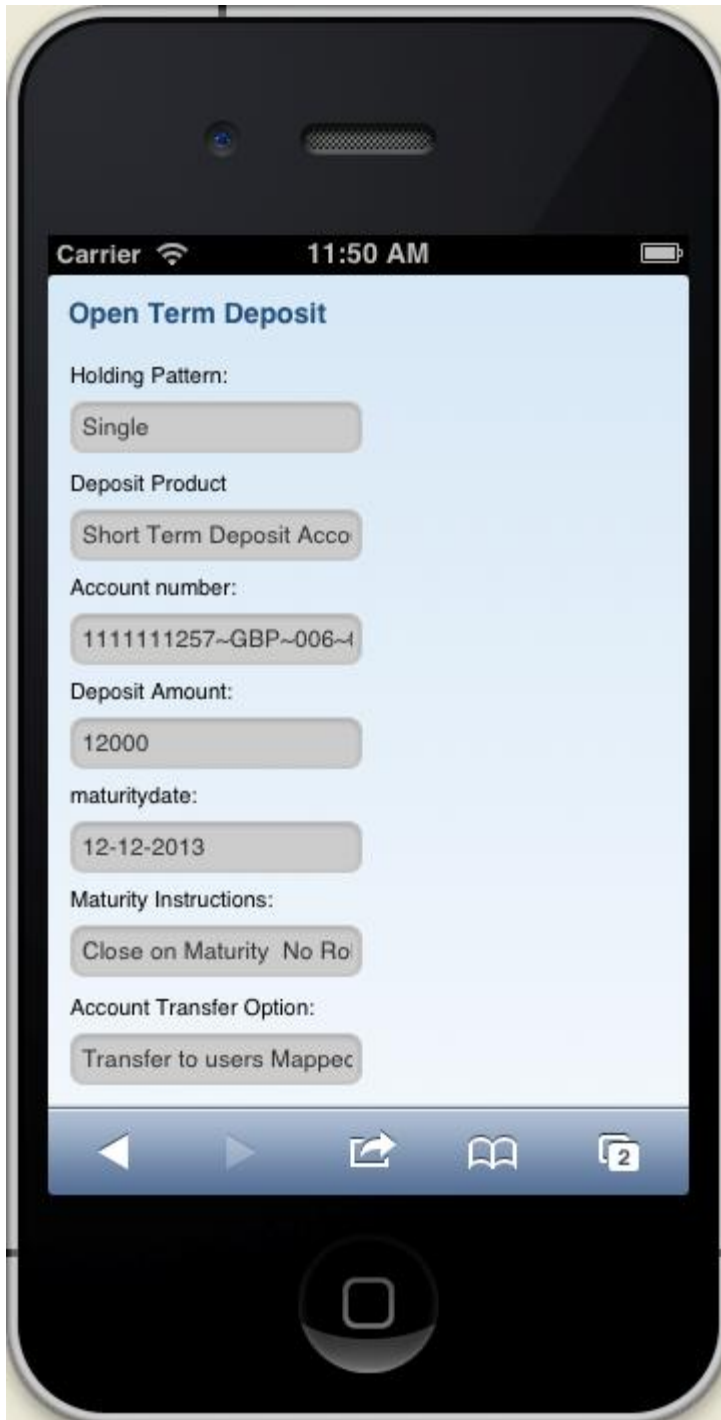 Carrier 11:50 AM
Open Term Deposit
Holding Pattern:
Single
Deposit Product
Short Term Deposit Acco
Account number:
1111111257~GBP~006~
Deposit Amount:
12000
maturitydate:
12-12-2013
Maturity Instructions:
Close on Maturity No Ro
Account Transfer Option:
Transfer to users Mapped
2